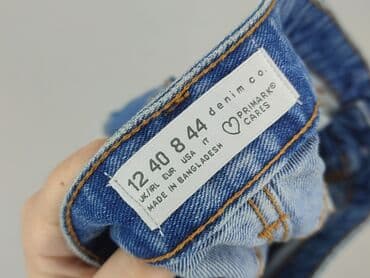 denim co.
12 40 8 44
UK/IRL EUR USA IT
MADE IN BANGLADESH
♡ PRIMARK®
CARES